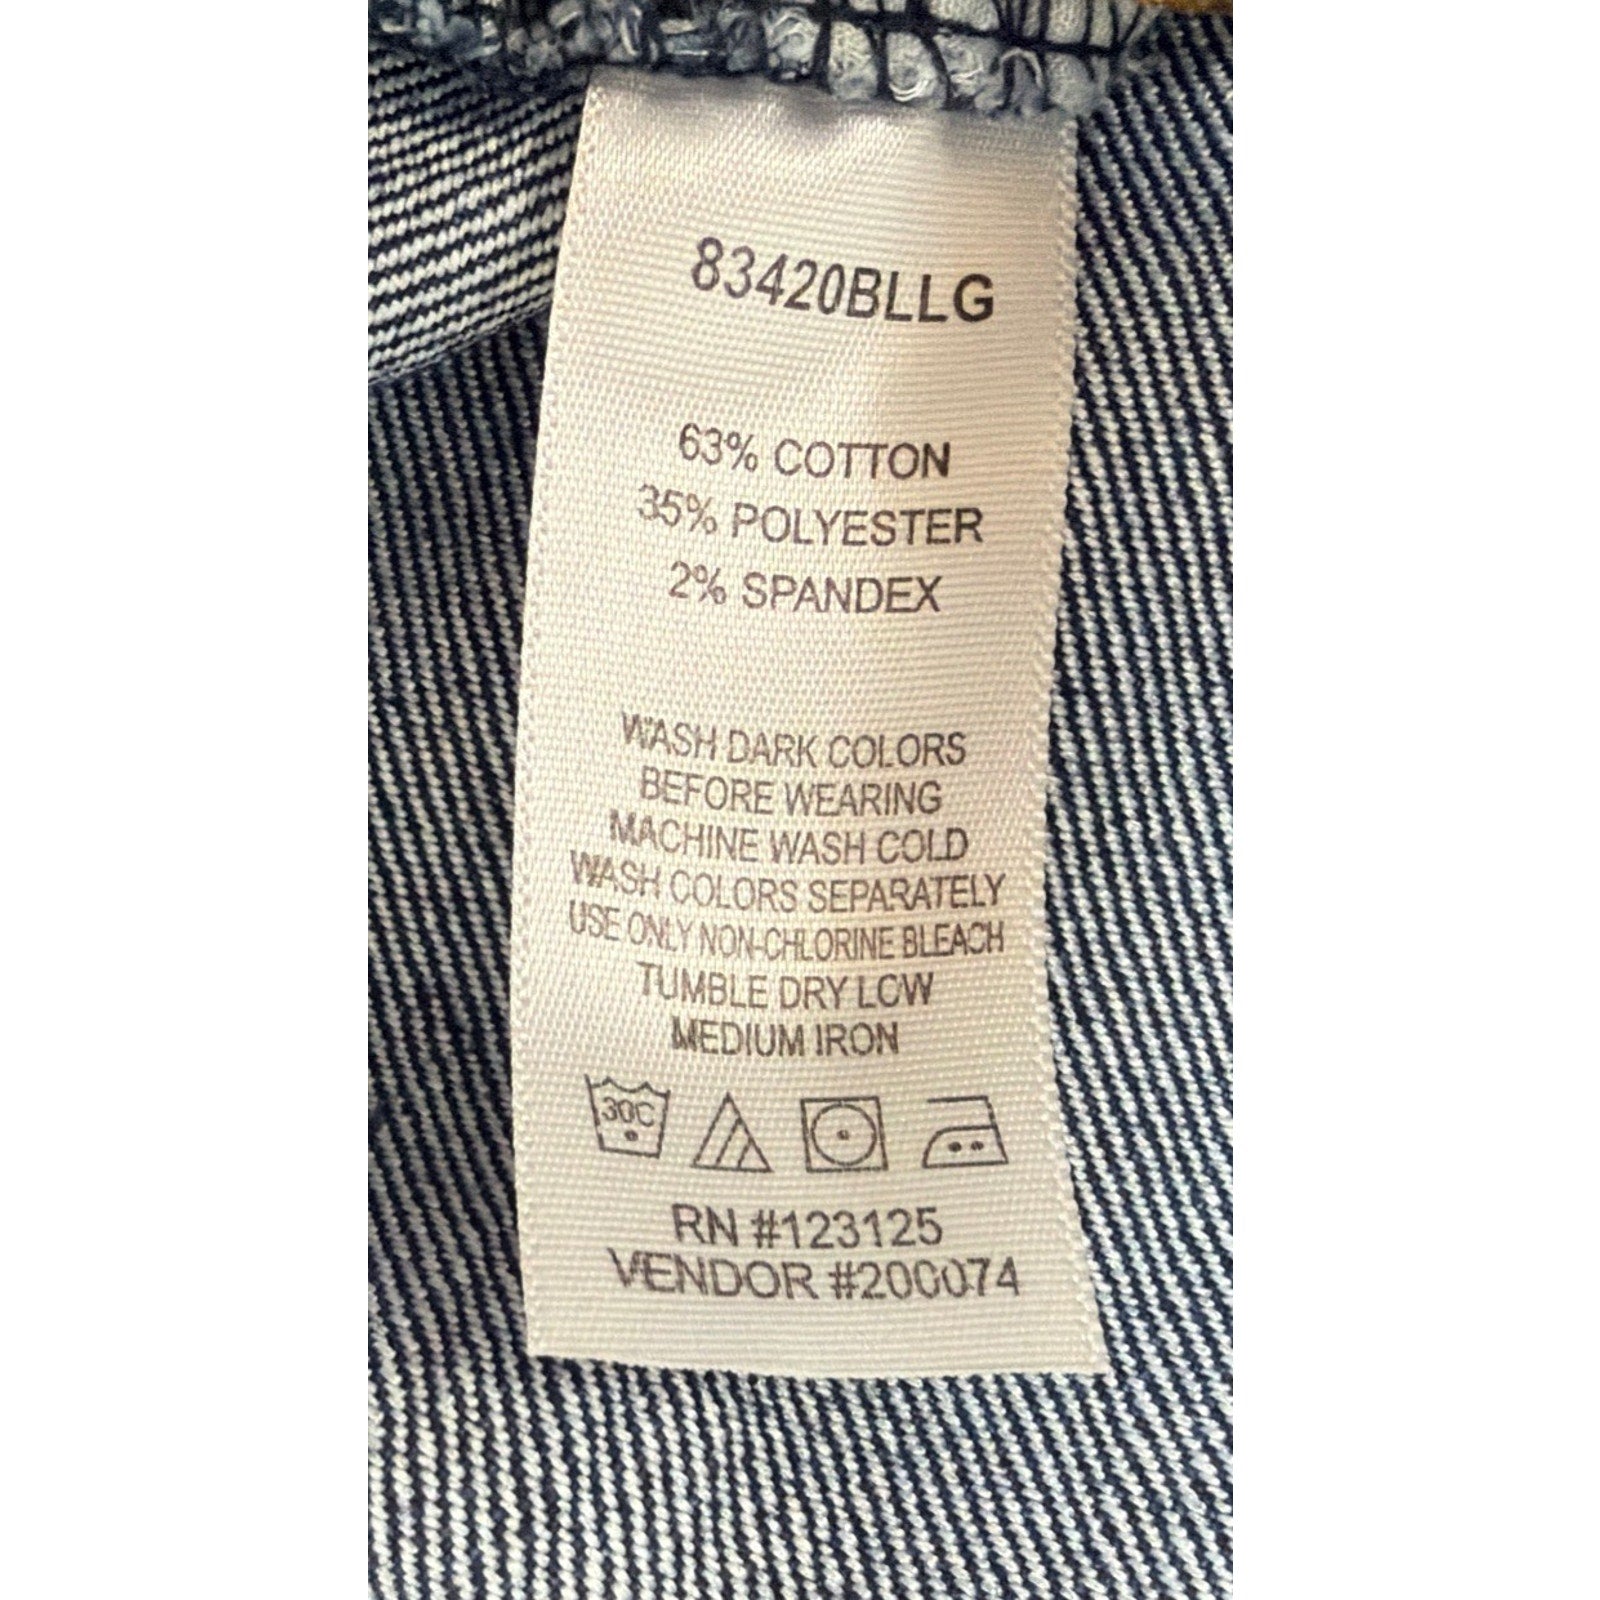 83420BLLG
63% COTTON
35% POLYESTER
2% SPANDEX
WASH DARK COLORS
BEFORE WEARING
MACHINE WASH COLD
WASH COLORS SEPARATELY
USE ONLY NON-CHLORINE BLEACH
TUMBLE DRY LOW
MEDIUM IRON
30C
RN #123125
VENDOR #200074